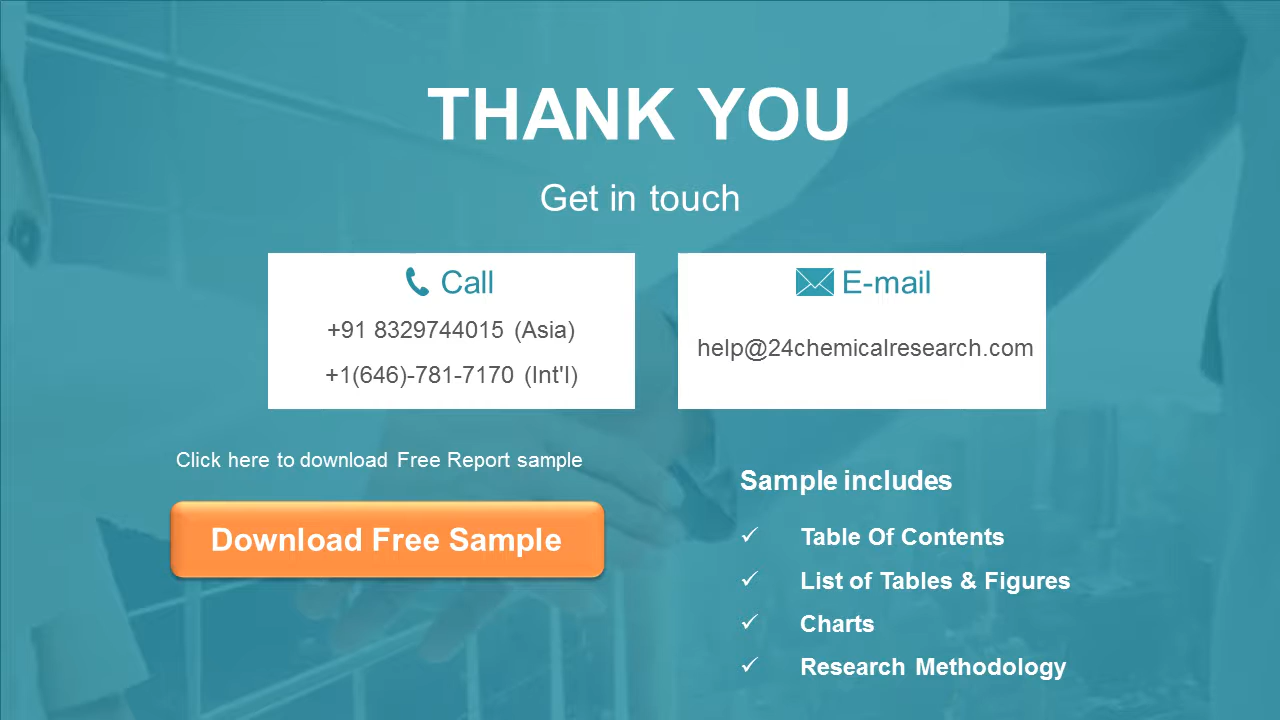 THANK YOU
Get in touch
Call
+91 8329744015 (Asia)
+1(646)-781-7170 (Int'l)
E-mail
help@24chemicalresearch.com
Click here to download Free Report sample
Download Free Sample
Sample includes
✓ Table Of Contents
✓ List of Tables & Figures
✓ Charts
✓ Research Methodology